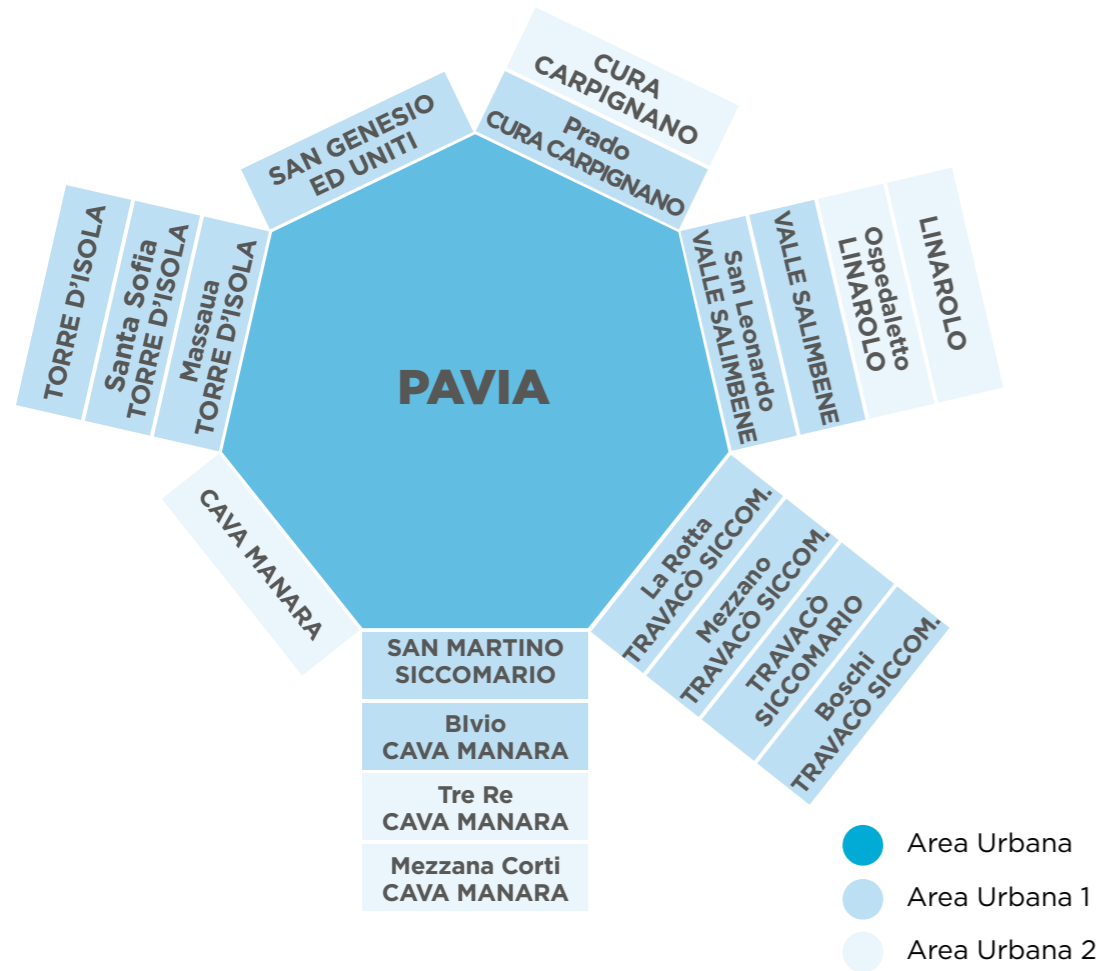 CURA
CARPIGNANO
Prado
CURA CARPIGNANO
SAN GENESIO
ED UNITI
TORRE D'ISOLA
Santa Sofia
TORRE D'ISOLA
Massaua
TORRE D'ISOLA
PAVIA
San Leonardo
VALLE SALIMBENE
VALLE SALIMBENE
Ospedaletto
LINAROLO
LINAROLO
CAVA MANARA
La Rotta
TRAVACÒ SICCOM.
Mezzano
TRAVACÒ SICCOM.
TRAVACÒ
SICCOMARIO
Boschi
TRAVACÒ SICCOM.
SAN MARTINO
SICCOMARIO
BIvio
CAVA MANARA
Tre Re
CAVA MANARA
Mezzana Corti
CAVA MANARA
Area Urbana
Area Urbana 1
Area Urbana 2